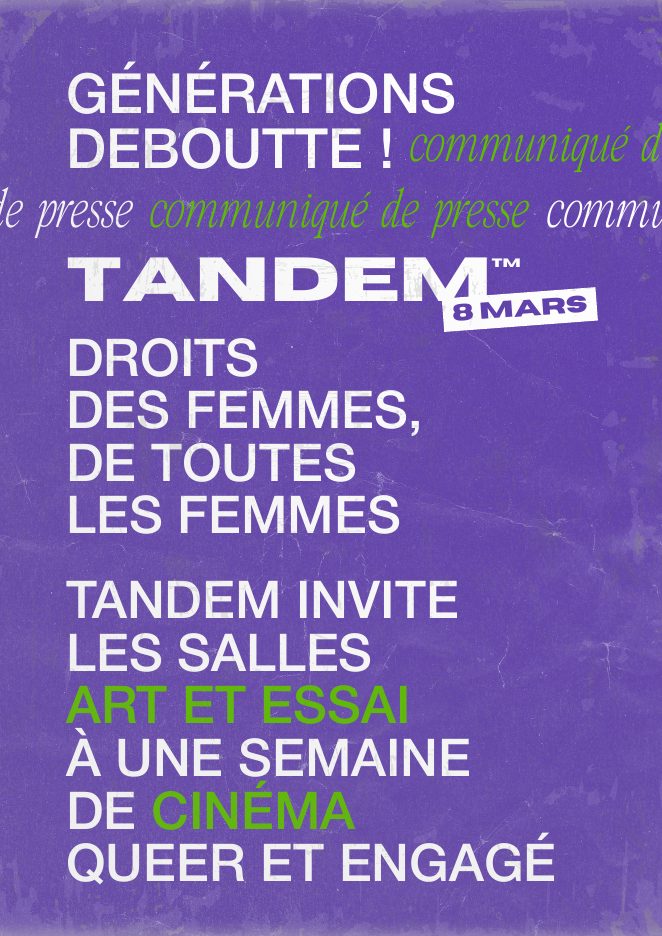 GÉNÉRATIONS
DEBOUTTE ! communiqué d
de presse communiqué de presse commu
TANDEM™
8 MARS
DROITS
DES FEMMES,
DE TOUTES
LES FEMMES
TANDEM INVITE
LES SALLES
ART ET ESSAI
À UNE SEMAINE
DE CINÉMA
QUEER ET ENGAGÉ